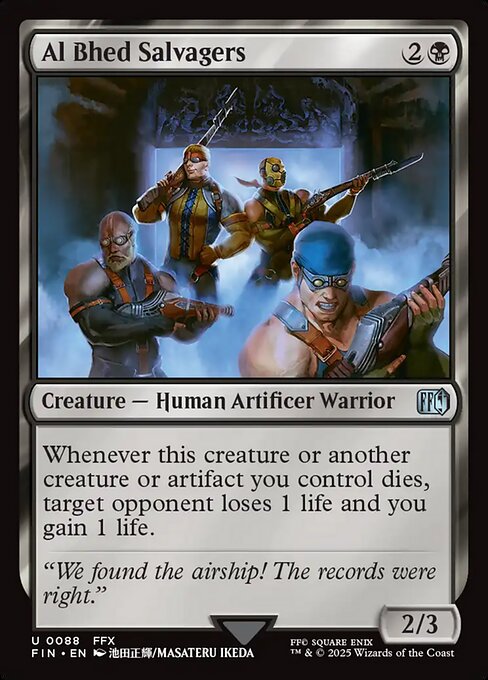 Al Bhed Salvagers 2
Creature — Human Artificer Warrior FF
Whenever this creature or another
creature or artifact you control dies,
target opponent loses 1 life and you
gain 1 life.
“We found the airship! The records were
right.”
2/3
U 0088 FFX
FIN • EN 池田正輝/MASATERU IKEDA
FF© SQUARE ENIX
™ & © 2025 Wizards of the Coast